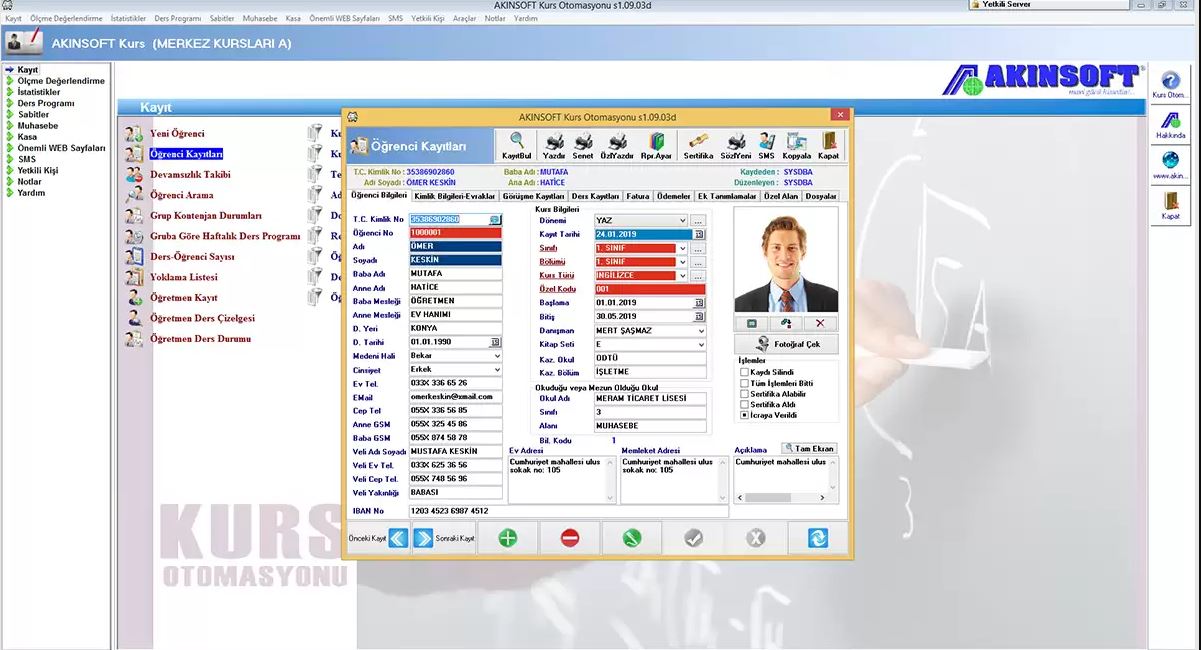 AKINSOFT Kurs Otomasyonu s1.09.03d
Yetkili Server
Kayıt Ölçme Değerlendirme İstatistikler Ders Programı Sabitler Muhasebe Kasa Önemli WEB Sayfaları SMS Yetkili Kişi Araçlar Notlar Yardım
AKINSOFT Kurs (MERKEZ KURSLARI A)
Kayıt
Ölçme Değerlendirme
İstatistikler
Ders Programı
Sabitler
Muhasebe
Kasa
Önemli WEB Sayfaları
SMS
Yetkili Kişi
Notlar
Yardım
AKINSOFT
Kurs Otom...
Hakkında
www.akin...
Kapat
Kayıt
Yeni Öğrenci
Öğrenci Kayıtları
Devamsızlık Takibi
Öğrenci Arama
Grup Kontenjan Durumları
Gruba Göre Haftalık Ders Programı
Ders-Öğrenci Sayısı
Yoklama Listesi
Öğretmen Kayıt
Öğretmen Ders Çizelgesi
Öğretmen Ders Durumu
KURS
OTOMASYONU
AKINSOFT Kurs Otomasyonu s1.09.03d
Öğrenci Kayıtları
KayıtBul Yazdır Senet ÖzlYazdır Rpr.Ayar Sertifika SözlYeni SMS Kopyala Kapat
T.C. Kimlik No : 35386902860 Baba Adı : MUTAFA Kaydeden : SYSDBA
Adı Soyadı : ÖMER KESKİN Ana Adı : HATİCE Düzenleyen : SYSDBA
Öğrenci Bilgileri Kimlik Bilgileri-Evraklar Görüşme Kayıtları Ders Kayıtları Fatura Ödemeler Ek Tanımlamalar Özel Alan Dosyalar
T.C. Kimlik No 35386902860
Öğrenci No 1000001
Adı ÖMER
Soyadı KESKİN
Baba Adı MUTAFA
Anne Adı HATİCE
Baba Mesleği ÖĞRETMEN
Anne Mesleği EV HANIMI
D. Yeri KONYA
D. Tarihi 01.01.1990
Medeni Hali Bekar
Cinsiyet Erkek
Ev Tel. 033X 336 65 26
EMail omerkeskin@xmail.com
Cep Tel 055X 336 56 85
Anne GSM 055X 325 45 86
Baba GSM 055X 874 58 78
Veli Adı Soyadı MUSTAFA KESKİN
Veli Ev Tel. 033X 625 36 56
Veli Cep Tel. 055X 748 56 96
Veli Yakınlığı BABASI
IBAN No 1203 4523 6987 4512
Kurs Bilgileri
Dönemi YAZ
Kayıt Tarihi 24.01.2019
Sınıfı 1. SINIF
Bölümü 1. SINIF
Kurs Türü İNGİLİZCE
Özel Kodu 001
Başlama 01.01.2019
Bitiş 30.05.2019
Danışman MERT ŞAŞMAZ
Kitap Seti E
Kaz. Okul ODTÜ
Kaz. Bölüm İŞLETME
Okuduğu veya Mezun Olduğu Okul
Okul Adı MERAM TİCARET LİSESİ
Sınıfı 3
Alanı MUHASEBE
Bil. Kodu 1
Ev Adresi
Cumhuriyet mahallesi ulus
sokak no: 105
Memleket Adresi
Cumhuriyet mahallesi ulus
sokak no: 105
Fotoğraf Çek
İşlemler
Kaydı Silindi
Tüm İşlemleri Bitti
Sertifika Alabilir
Sertifika Aldı
İcraya Verildi
Açıklama Tam Ekran
Cumhuriyet mahallesi ulus
Önceki Kayıt Sonraki Kayıt